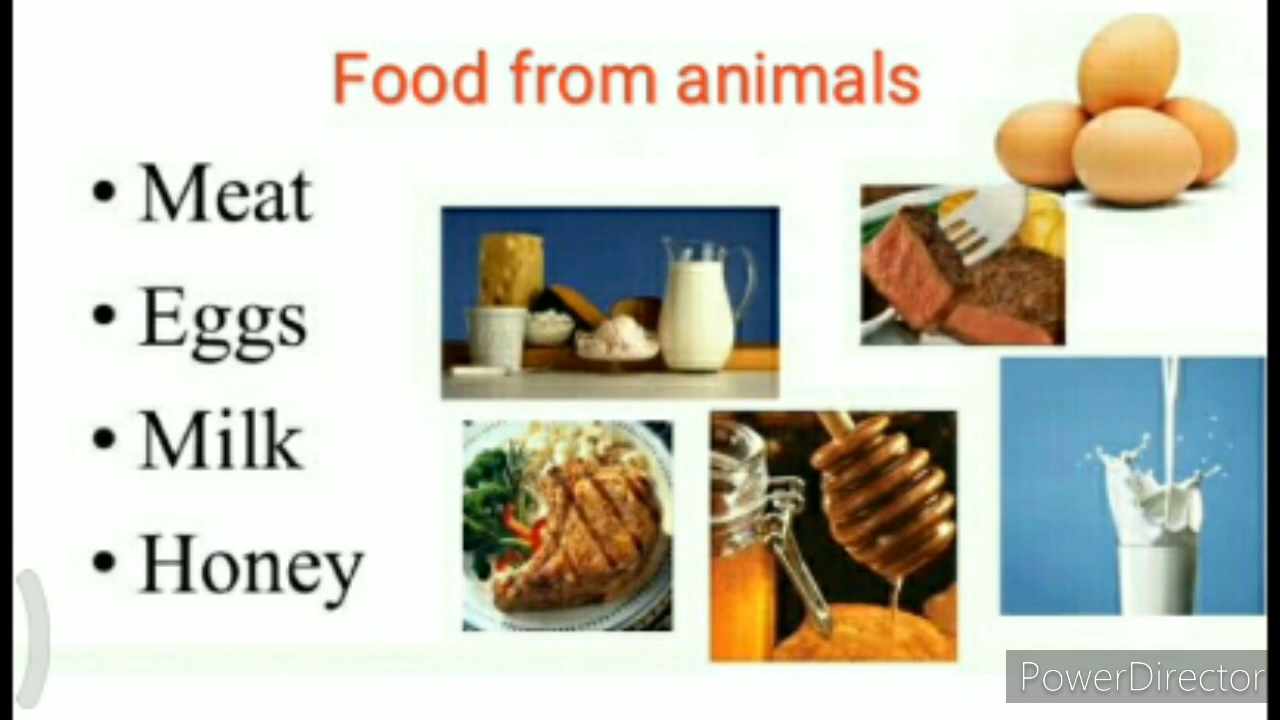 Food from animals
• Meat
• Eggs
• Milk
• Honey
PowerDirector